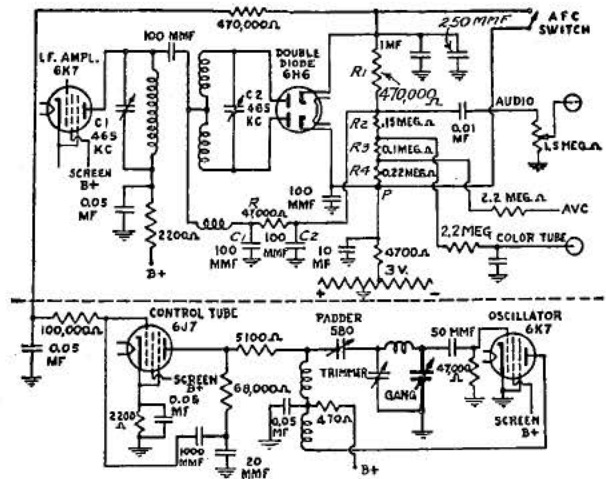 470,000Ω
250 MMF
A F C
SWITCH
100 MMF
I.F. AMPL.
6K7
C1
465
KC
SCREEN
B+
0.05
MF
2200Ω
B+
C2
465
KC
DOUBLE
DIODE
6H6
1MF
R1
470,000Ω
R2
.15 MEG.Ω
R3
0.1 MEG.Ω
R4
0.22 MEG.Ω
P
0.01
MF
AUDIO
1.5 MEG.Ω
2.2 MEG.Ω
AVC
2.2 MEG
COLOR TUBE
100
MMF
R
47,000Ω
C1
100
MMF
100
MMF
C2
10
MF
4700Ω
3 V.
+
-
100,000Ω
0.05
MF
CONTROL TUBE
6J7
SCREEN
B+
0.06
MF
2200
Ω
5100Ω
68,000Ω
1000
MMF
20
MMF
PADDER
580
TRIMMER
GANG
0.05
MF
470Ω
B+
50 MMF
47000
Ω
OSCILLATOR
6K7
SCREEN
B+